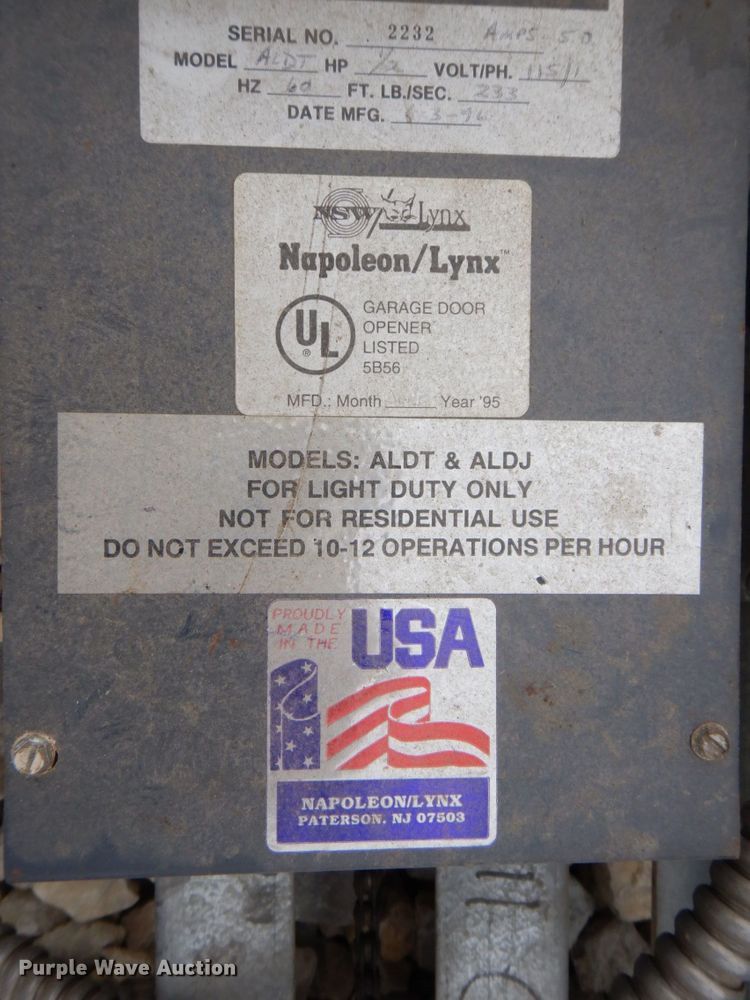 SERIAL NO. 2232 AMPS 5.0
MODEL ALDT HP 1/2 VOLT/PH. 115/1
HZ 60 FT. LB./SEC. 233
DATE MFG. 3-96
NSW/Lynx
Napoleon/Lynx™
UL®
GARAGE DOOR
OPENER
LISTED
5B56
MFD.: Month Year '95
MODELS: ALDT & ALDJ
FOR LIGHT DUTY ONLY
NOT FOR RESIDENTIAL USE
DO NOT EXCEED 10-12 OPERATIONS PER HOUR
PROUDLY
MADE
IN THE
USA
NAPOLEON/LYNX
PATERSON, NJ 07503
Purple Wave Auction